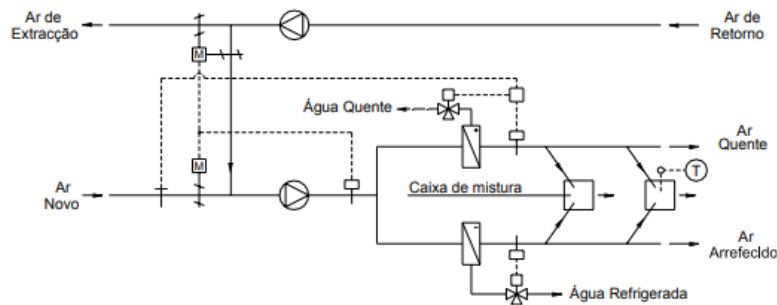 Ar de
Extracção
Ar de
Retorno
M
Água Quente
Ar
Quente
M
T
Ar
Novo
Caixa de mistura
Ar
Arrefecido
Água Refrigerada